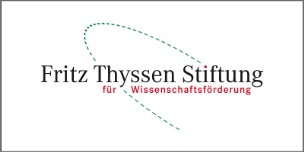 Fritz Thyssen Stiftung
für Wissenschaftsförderung